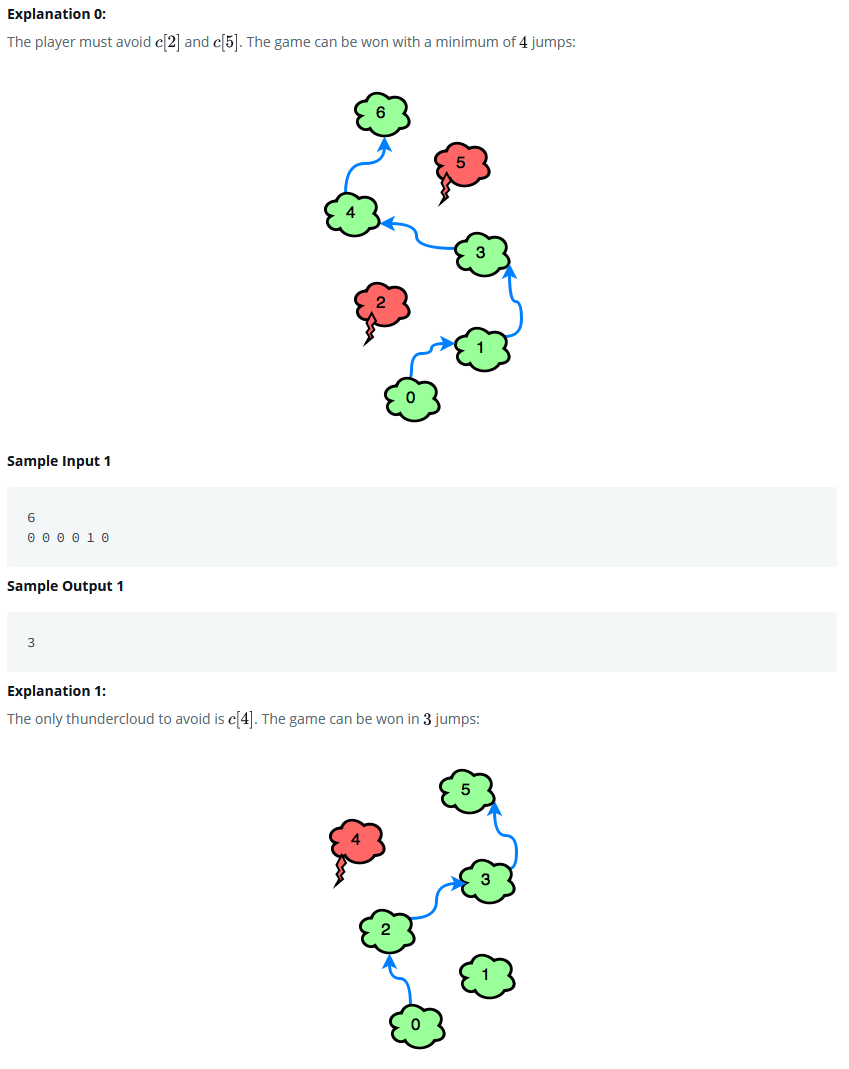 Explanation 0:
The player must avoid c[2] and c[5]. The game can be won with a minimum of 4 jumps:
6
5
4
3
2
1
0
Sample Input 1
6
0 0 0 0 1 0
Sample Output 1
3
Explanation 1:
The only thundercloud to avoid is c[4]. The game can be won in 3 jumps:
5
4
3
2
1
0